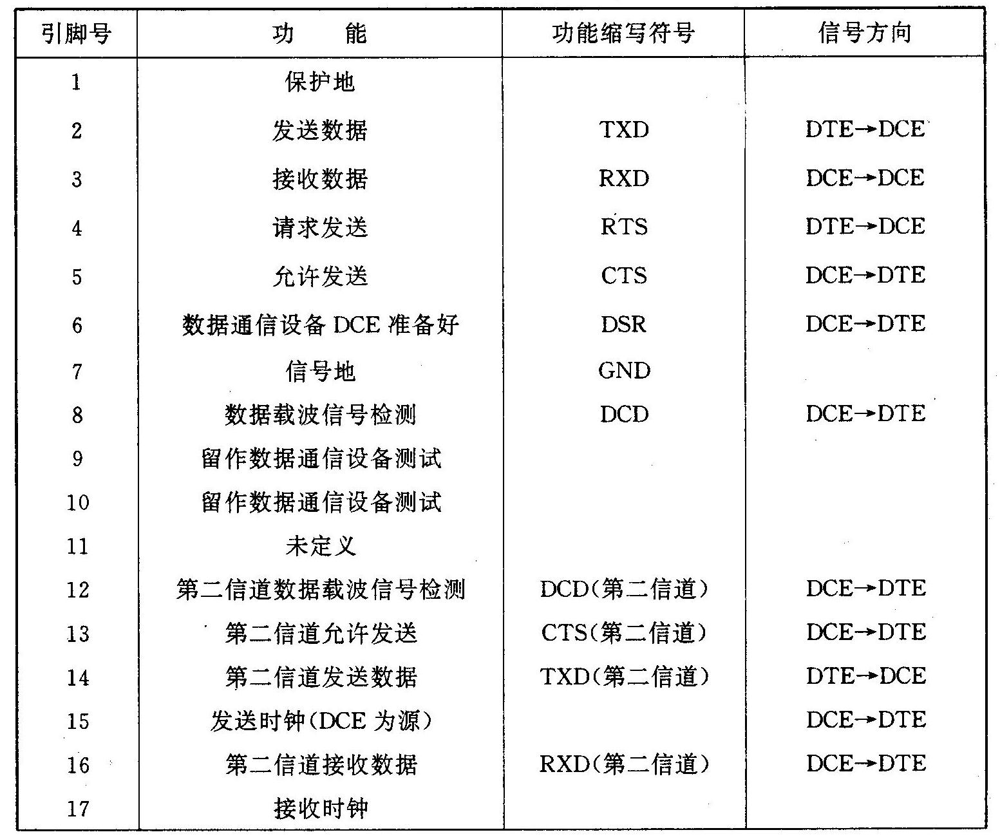 引脚号 功 能 功能缩写符号 信号方向
1 保护地
2 发送数据 TXD DTE→DCE
3 接收数据 RXD DCE→DCE
4 请求发送 RTS DTE→DCE
5 允许发送 CTS DCE→DTE
6 数据通信设备DCE准备好 DSR DCE→DTE
7 信号地 GND
8 数据载波信号检测 DCD DCE→DTE
9 留作数据通信设备测试
10 留作数据通信设备测试
11 未定义
12 第二信道数据载波信号检测 DCD(第二信道) DCE→DTE
13 第二信道允许发送 CTS(第二信道) DCE→DTE
14 第二信道发送数据 TXD(第二信道) DTE→DCE
15 发送时钟(DCE为源) DCE→DTE
16 第二信道接收数据 RXD(第二信道) DCE→DTE
17 接收时钟